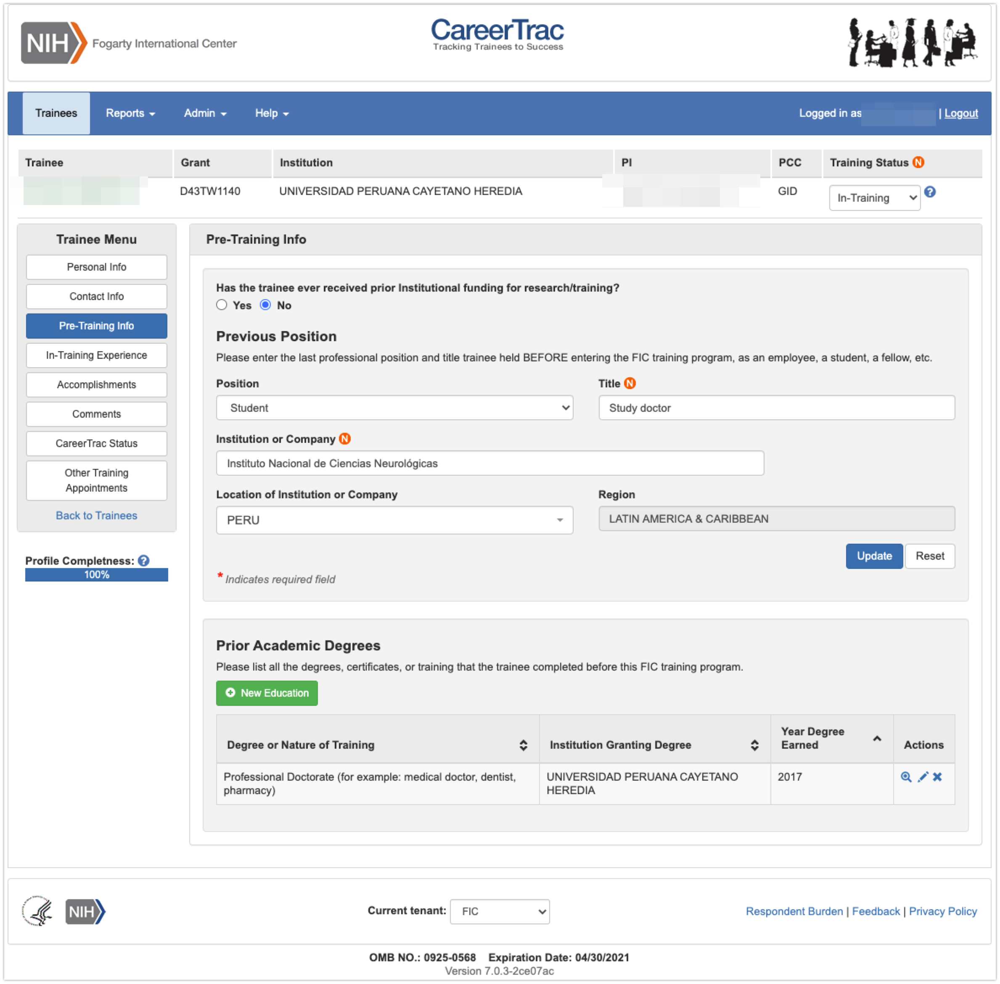 NIH Fogarty International Center
CareerTrac
Tracking Trainees to Success
Trainees Reports Admin Help Logged in as | Logout
Trainee Grant Institution PI PCC Training Status N
D43TW1140 UNIVERSIDAD PERUANA CAYETANO HEREDIA GID In-Training ?
Trainee Menu
Personal Info
Contact Info
Pre-Training Info
In-Training Experience
Accomplishments
Comments
CareerTrac Status
Other Training
Appointments
Back to Trainees
Profile Completness: ?
100%
Pre-Training Info
Has the trainee ever received prior Institutional funding for research/training?
Yes No
Previous Position
Please enter the last professional position and title trainee held BEFORE entering the FIC training program, as an employee, a student, a fellow, etc.
Position Title N
Student Study doctor
Institution or Company N
Instituto Nacional de Ciencias Neurológicas
Location of Institution or Company Region
PERU LATIN AMERICA & CARIBBEAN
Update Reset
* Indicates required field
Prior Academic Degrees
Please list all the degrees, certificates, or training that the trainee completed before this FIC training program.
New Education
Degree or Nature of Training Institution Granting Degree Year Degree Earned Actions
Professional Doctorate (for example: medical doctor, dentist, UNIVERSIDAD PERUANA CAYETANO 2017
pharmacy) HEREDIA
NIH Current tenant: FIC Respondent Burden | Feedback | Privacy Policy
OMB NO.: 0925-0568 Expiration Date: 04/30/2021
Version 7.0.3-2ce07ac